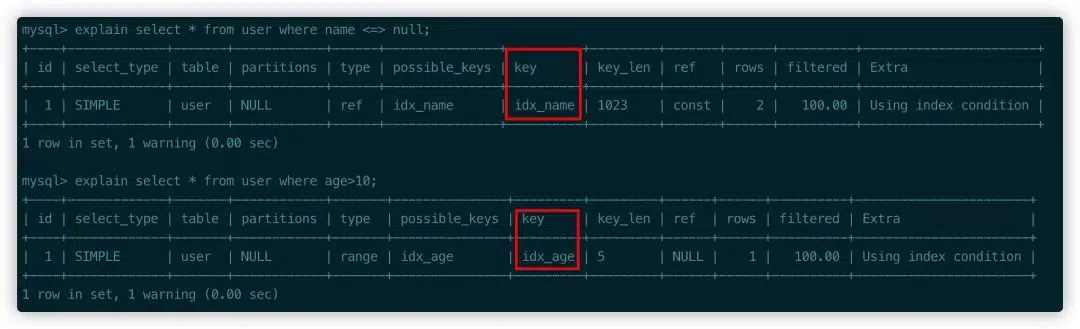 mysql> explain select * from user where name <=> null;
+----+-------------+-------+------------+------+---------------+----------+---------+-------+------+----------+-----------------------+
| id | select_type | table | partitions | type | possible_keys | key      | key_len | ref   | rows | filtered | Extra                 |
+----+-------------+-------+------------+------+---------------+----------+---------+-------+------+----------+-----------------------+
|  1 | SIMPLE      | user  | NULL       | ref  | idx_name      | idx_name | 1023    | const |    2 |   100.00 | Using index condition |
+----+-------------+-------+------------+------+---------------+----------+---------+-------+------+----------+-----------------------+
1 row in set, 1 warning (0.00 sec)
mysql> explain select * from user where age>10;
+----+-------------+-------+------------+-------+---------------+---------+---------+------+------+----------+-----------------------+
| id | select_type | table | partitions | type  | possible_keys | key     | key_len | ref  | rows | filtered | Extra                 |
+----+-------------+-------+------------+-------+---------------+---------+---------+------+------+----------+-----------------------+
|  1 | SIMPLE      | user  | NULL       | range | idx_age       | idx_age | 5       | NULL |    1 |   100.00 | Using index condition |
+----+-------------+-------+------------+-------+---------------+---------+---------+------+------+----------+-----------------------+
1 row in set, 1 warning (0.00 sec)